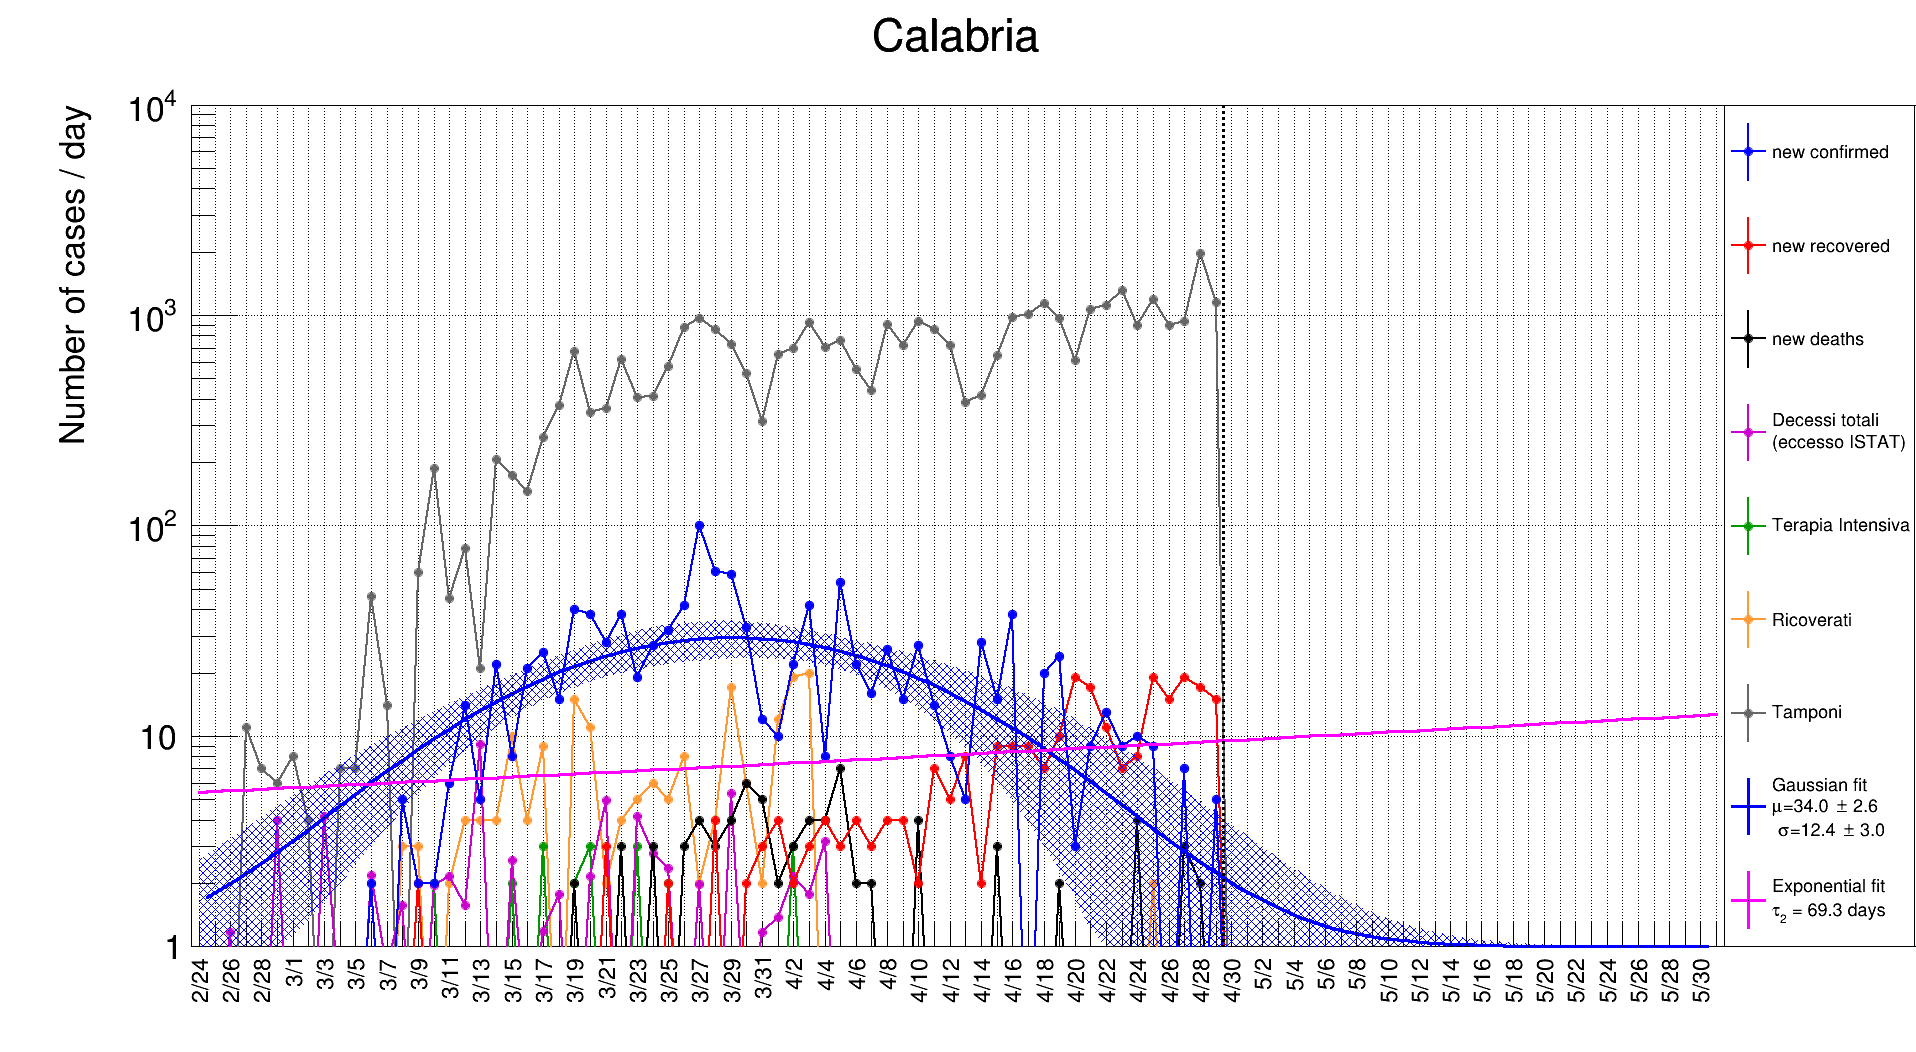 Calabria
Number of cases / day
10^4
10^3
10^2
10
1
2/24 2/26 2/28 3/1 3/3 3/5 3/7 3/9 3/11 3/13 3/15 3/17 3/19 3/21 3/23 3/25 3/27 3/29 3/31 4/2 4/4 4/6 4/8 4/10 4/12 4/14 4/16 4/18 4/20 4/22 4/24 4/26 4/28 4/30 5/2 5/4 5/6 5/8 5/10 5/12 5/14 5/16 5/18 5/20 5/22 5/24 5/26 5/28 5/30
new confirmed
new recovered
new deaths
Decessi totali
(eccesso ISTAT)
Terapia Intensiva
Ricoverati
Tamponi
Gaussian fit
μ=34.0 ± 2.6
σ=12.4 ± 3.0
Exponential fit
τ₂ = 69.3 days